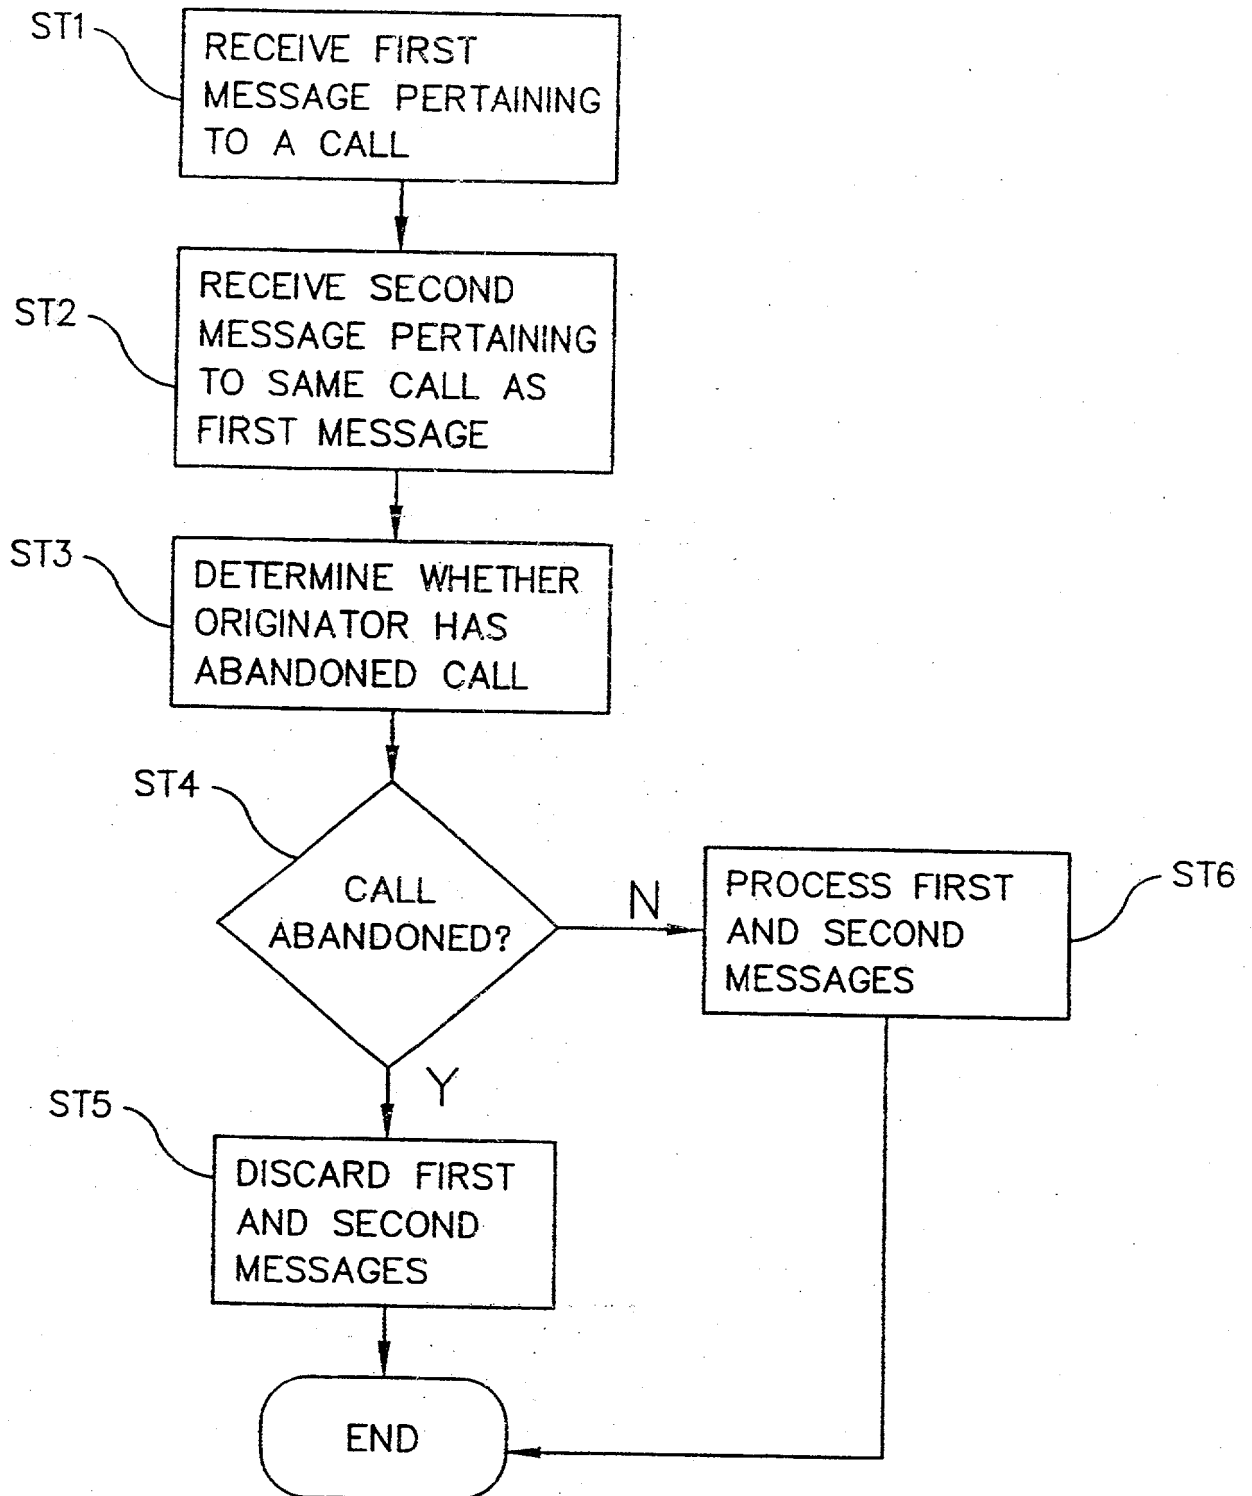 ST1
RECEIVE FIRST
MESSAGE PERTAINING
TO A CALL
ST2
RECEIVE SECOND
MESSAGE PERTAINING
TO SAME CALL AS
FIRST MESSAGE
ST3
DETERMINE WHETHER
ORIGINATOR HAS
ABANDONED CALL
ST4
CALL
ABANDONED?
N
ST6
PROCESS FIRST
AND SECOND
MESSAGES
Y
ST5
DISCARD FIRST
AND SECOND
MESSAGES
END